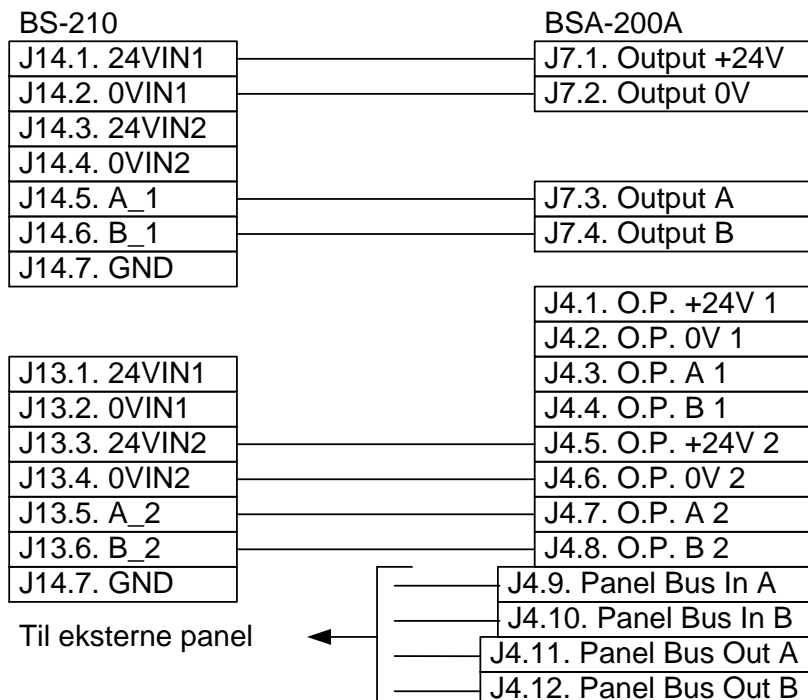 BS-210
J14.1. 24VIN1
J14.2. 0VIN1
J14.3. 24VIN2
J14.4. 0VIN2
J14.5. A_1
J14.6. B_1
J14.7. GND
J13.1. 24VIN1
J13.2. 0VIN1
J13.3. 24VIN2
J13.4. 0VIN2
J13.5. A_2
J13.6. B_2
J14.7. GND
Til eksterne panel
BSA-200A
J7.1. Output +24V
J7.2. Output 0V
J7.3. Output A
J7.4. Output B
J4.1. O.P. +24V 1
J4.2. O.P. 0V 1
J4.3. O.P. A 1
J4.4. O.P. B 1
J4.5. O.P. +24V 2
J4.6. O.P. 0V 2
J4.7. O.P. A 2
J4.8. O.P. B 2
J4.9. Panel Bus In A
J4.10. Panel Bus In B
J4.11. Panel Bus Out A
J4.12. Panel Bus Out B